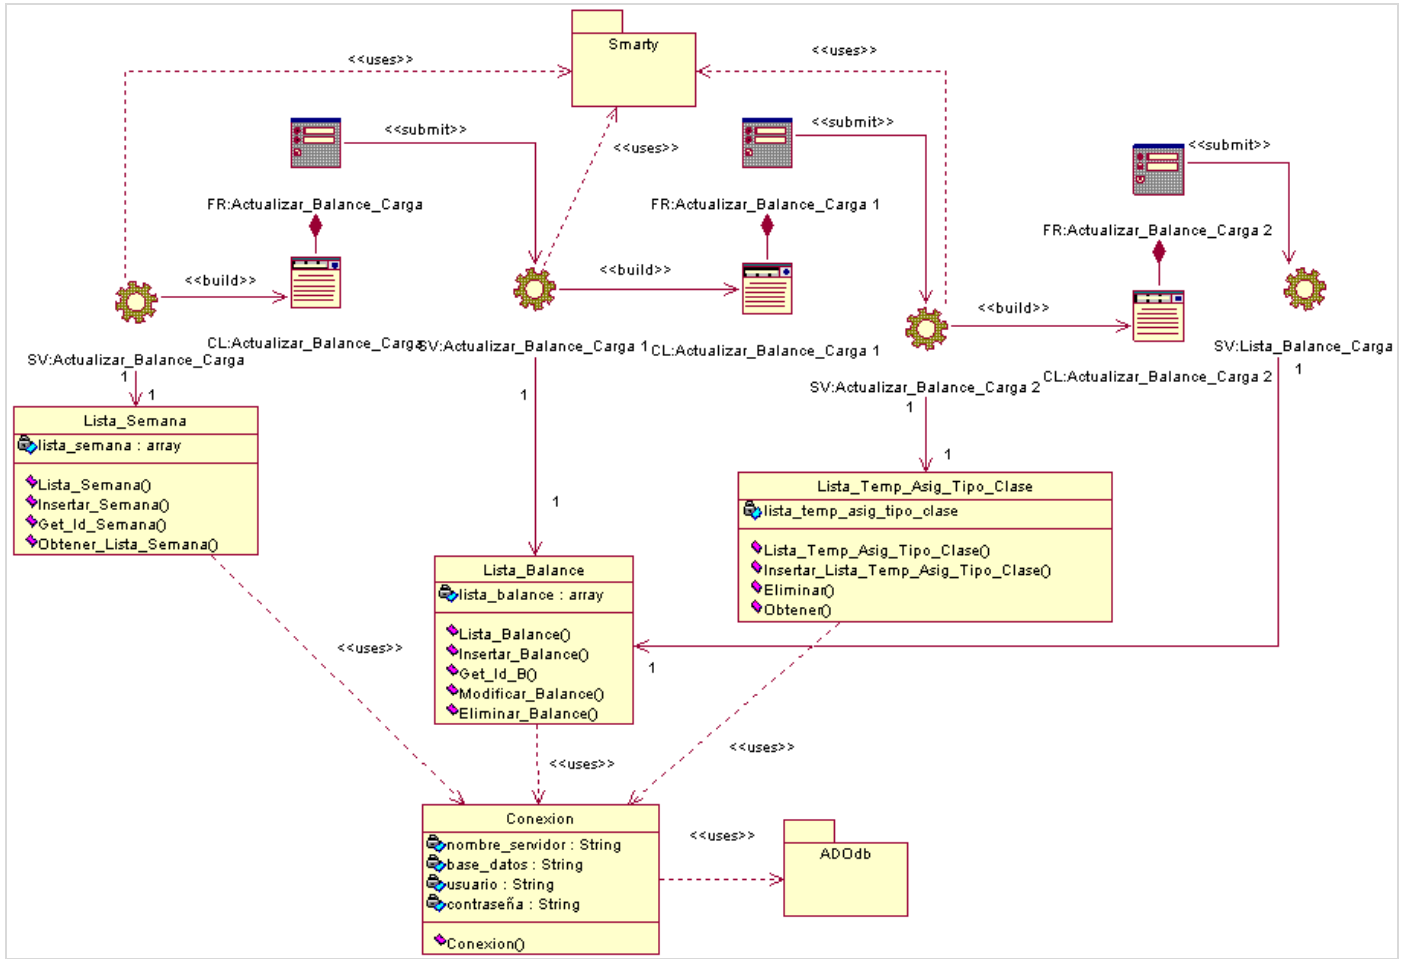 Smarty
<<uses>>
<<uses>>
<<submit>>
<<submit>>
<<uses>>
<<submit>>
FR:Actualizar_Balance_Carga
FR:Actualizar_Balance_Carga 1
FR:Actualizar_Balance_Carga 2
<<build>>
<<build>>
<<build>>
CL:Actualizar_Balance_Carga
SV:Actualizar_Balance_Carga 1
CL:Actualizar_Balance_Carga 1
SV:Lista_Balance_Carga
SV:Actualizar_Balance_Carga
1
1
CL:Actualizar_Balance_Carga 2
SV:Actualizar_Balance_Carga 2
1
1
1
1
Lista_Semana
lista_semana : array
Lista_Semana()
Insertar_Semana()
Get_Id_Semana()
Obtener_Lista_Semana()
1
Lista_Temp_Asig_Tipo_Clase
lista_temp_asig_tipo_clase
Lista_Temp_Asig_Tipo_Clase()
Insertar_Lista_Temp_Asig_Tipo_Clase()
Eliminar()
Obtener()
1
Lista_Balance
lista_balance : array
Lista_Balance()
Insertar_Balance()
Get_Id_B()
Modificar_Balance()
Eliminar_Balance()
1
<<uses>>
<<uses>>
<<uses>>
Conexion
nombre_servidor : String
base_datos : String
usuario : String
contraseña : String
Conexion()
<<uses>>
ADOdb